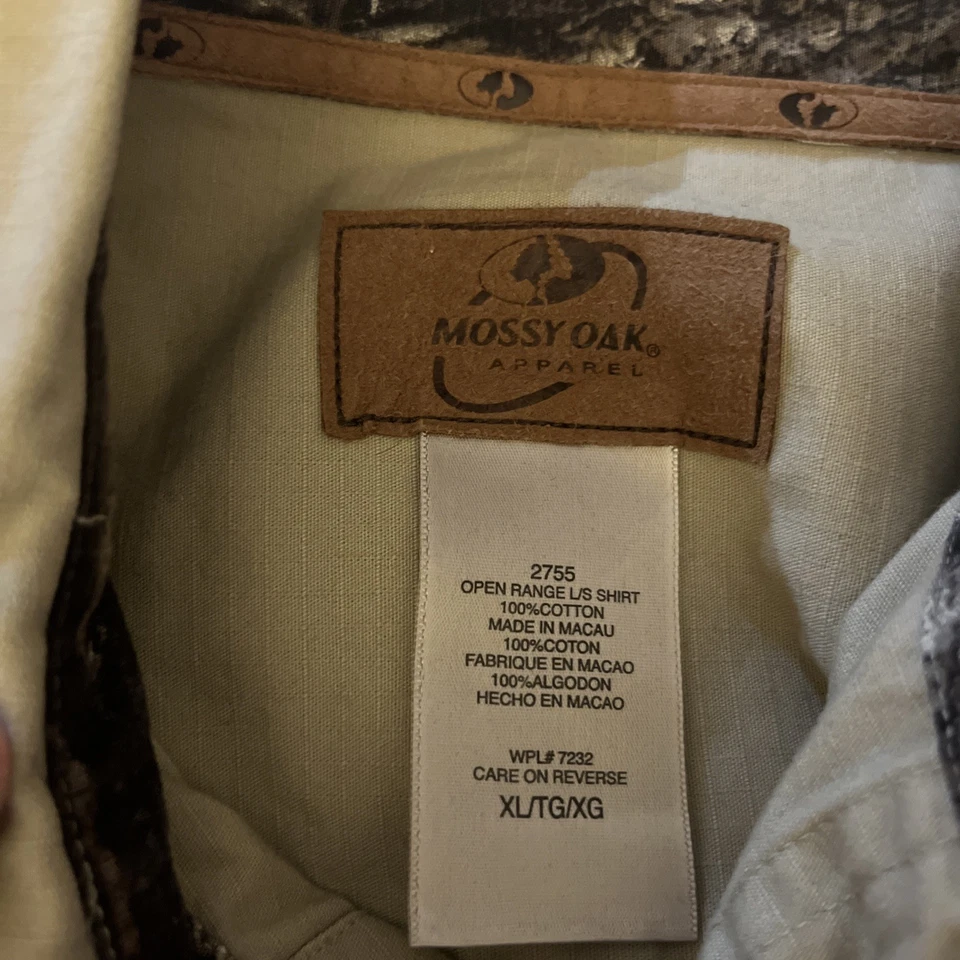 MOSSY OAK®
APPAREL
2755
OPEN RANGE L/S SHIRT
100%COTTON
MADE IN MACAU
100%COTON
FABRIQUE EN MACAO
100%ALGODON
HECHO EN MACAO
WPL# 7232
CARE ON REVERSE
XL/TG/XG